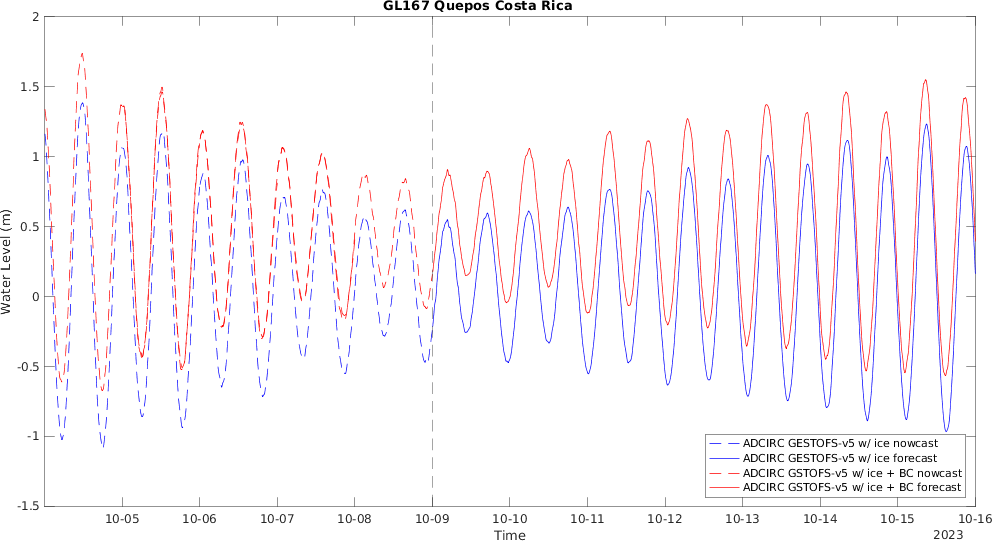 GL167 Quepos Costa Rica
2
1.5
1
0.5
0
-0.5
-1
-1.5
Water Level (m)
ADCIRC GESTOFS-v5 w/ ice nowcast
ADCIRC GESTOFS-v5 w/ ice forecast
ADCIRC GSTOFS-v5 w/ ice + BC nowcast
ADCIRC GSTOFS-v5 w/ ice + BC forecast
10-05 10-06 10-07 10-08 10-09 10-10 10-11 10-12 10-13 10-14 10-15 10-16
Time
2023